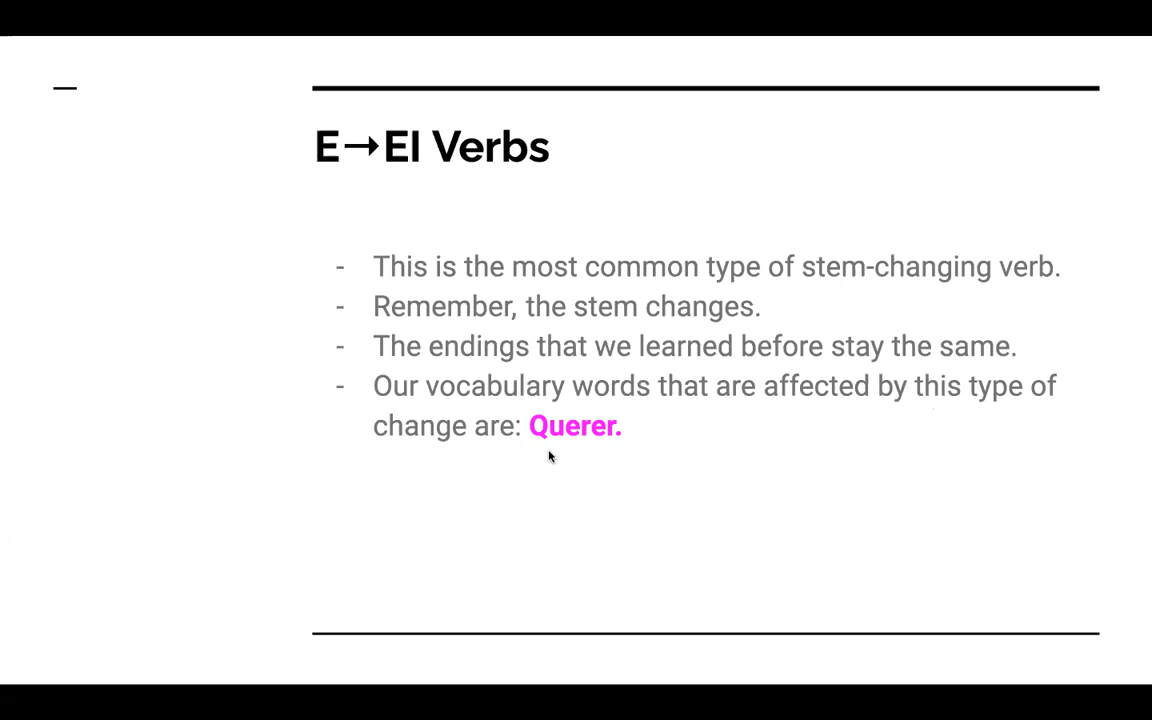 E→EI Verbs
- This is the most common type of stem-changing verb.
- Remember, the stem changes.
- The endings that we learned before stay the same.
- Our vocabulary words that are affected by this type of
change are: Querer.